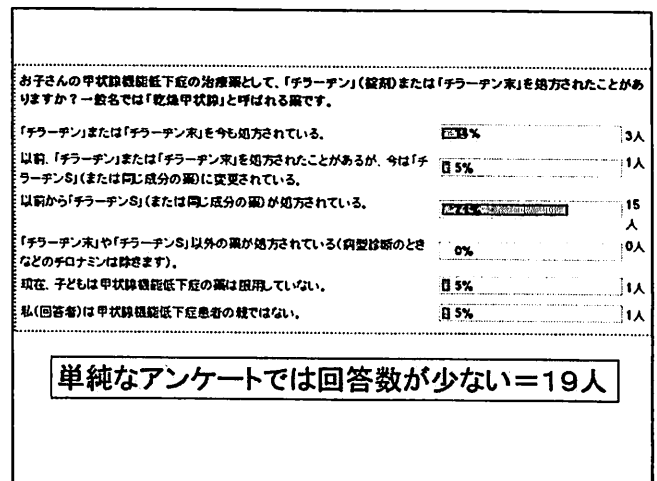 お子さんの甲状腺機能低下症の治療薬として、「チラーヂン」(錠剤)または「チラーヂン末」を処方されたことがあ
りますか？一般名では「乾燥甲状腺」と呼ばれる薬です。
「チラーヂン」または「チラーヂン末」を今も処方されている。
3人
以前、「チラーヂン」または「チラーヂン末」を処方されたことがあるが、今は「チ
ラーヂンS」(または同じ成分の薬)に変更されている。
5%
1人
以前から「チラーヂンS」(または同じ成分の薬)が処方されている。
15
人
「チラーヂン末」や「チラーヂンS」以外の薬が処方されている(病型診断のとき
などのチロナミンは除きます)。
0%
0人
現在、子どもは甲状腺機能低下症の薬は服用していない。
5%
1人
私(回答者)は甲状腺機能低下症患者の親ではない。
5%
1人
単純なアンケートでは回答数が少ない＝19人